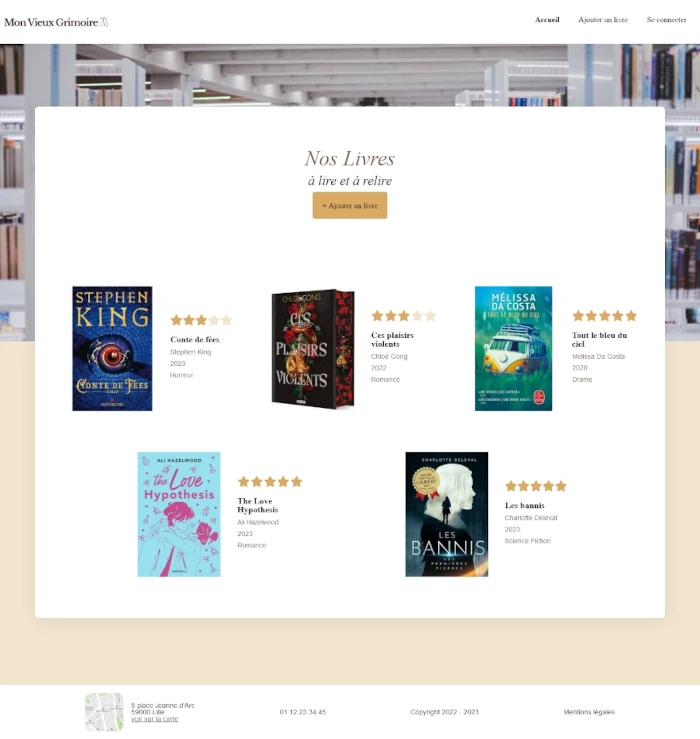 Mon Vieux Grimoire
Accueil
Ajouter un livre
Se connecter
Nos Livres
à lire et à relire
+ Ajouter un livre
STEPHEN
KING
CONTE DE FÉES
Conte de fées
Stephen King
2023
Horreur
CHLOE GONG
CES
PLAISIRS
VIOLENTS
Ces plaisirs
violents
Chloé Gong
2022
Romance
MÉLISSA
DA COSTA
TOUT LE BLEU DU CIEL
Tout le bleu du
ciel
Melissa Da Costa
2020
Drame
ALI HAZELWOOD
the Love
Hypothesis
The Love
Hypothesis
Ali Hazelwood
2023
Romance
CHARLOTTE DELEVAL
LES
BANNIS
LES PREMIÈRES
PIERRES
Les bannis
Charlotte Deleval
2023
Science Fiction
8 place Jeanne d'Arc
59000 Lille
voir sur la carte
01 12 23 34 45
Copyright 2022 - 2023
Mentions légales